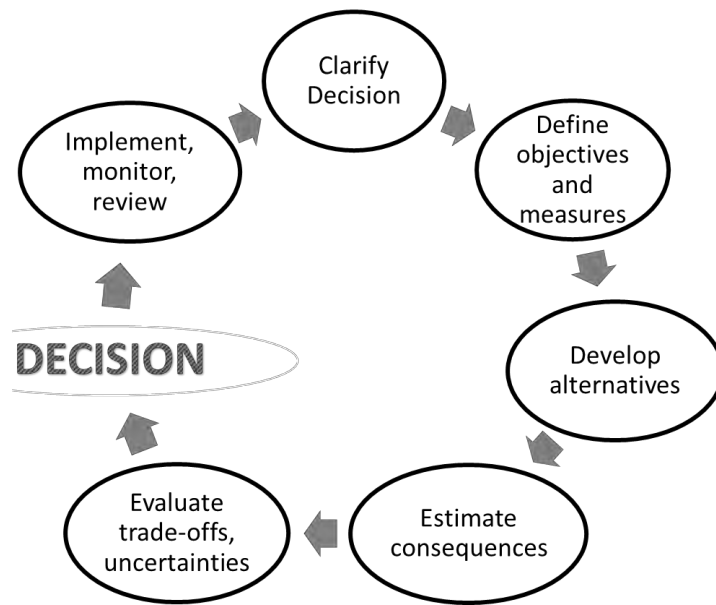 Clarify
Decision
Define
objectives
and
measures
Develop
alternatives
Estimate
consequences
Evaluate
trade-offs,
uncertainties
DECISION
Implement,
monitor,
review